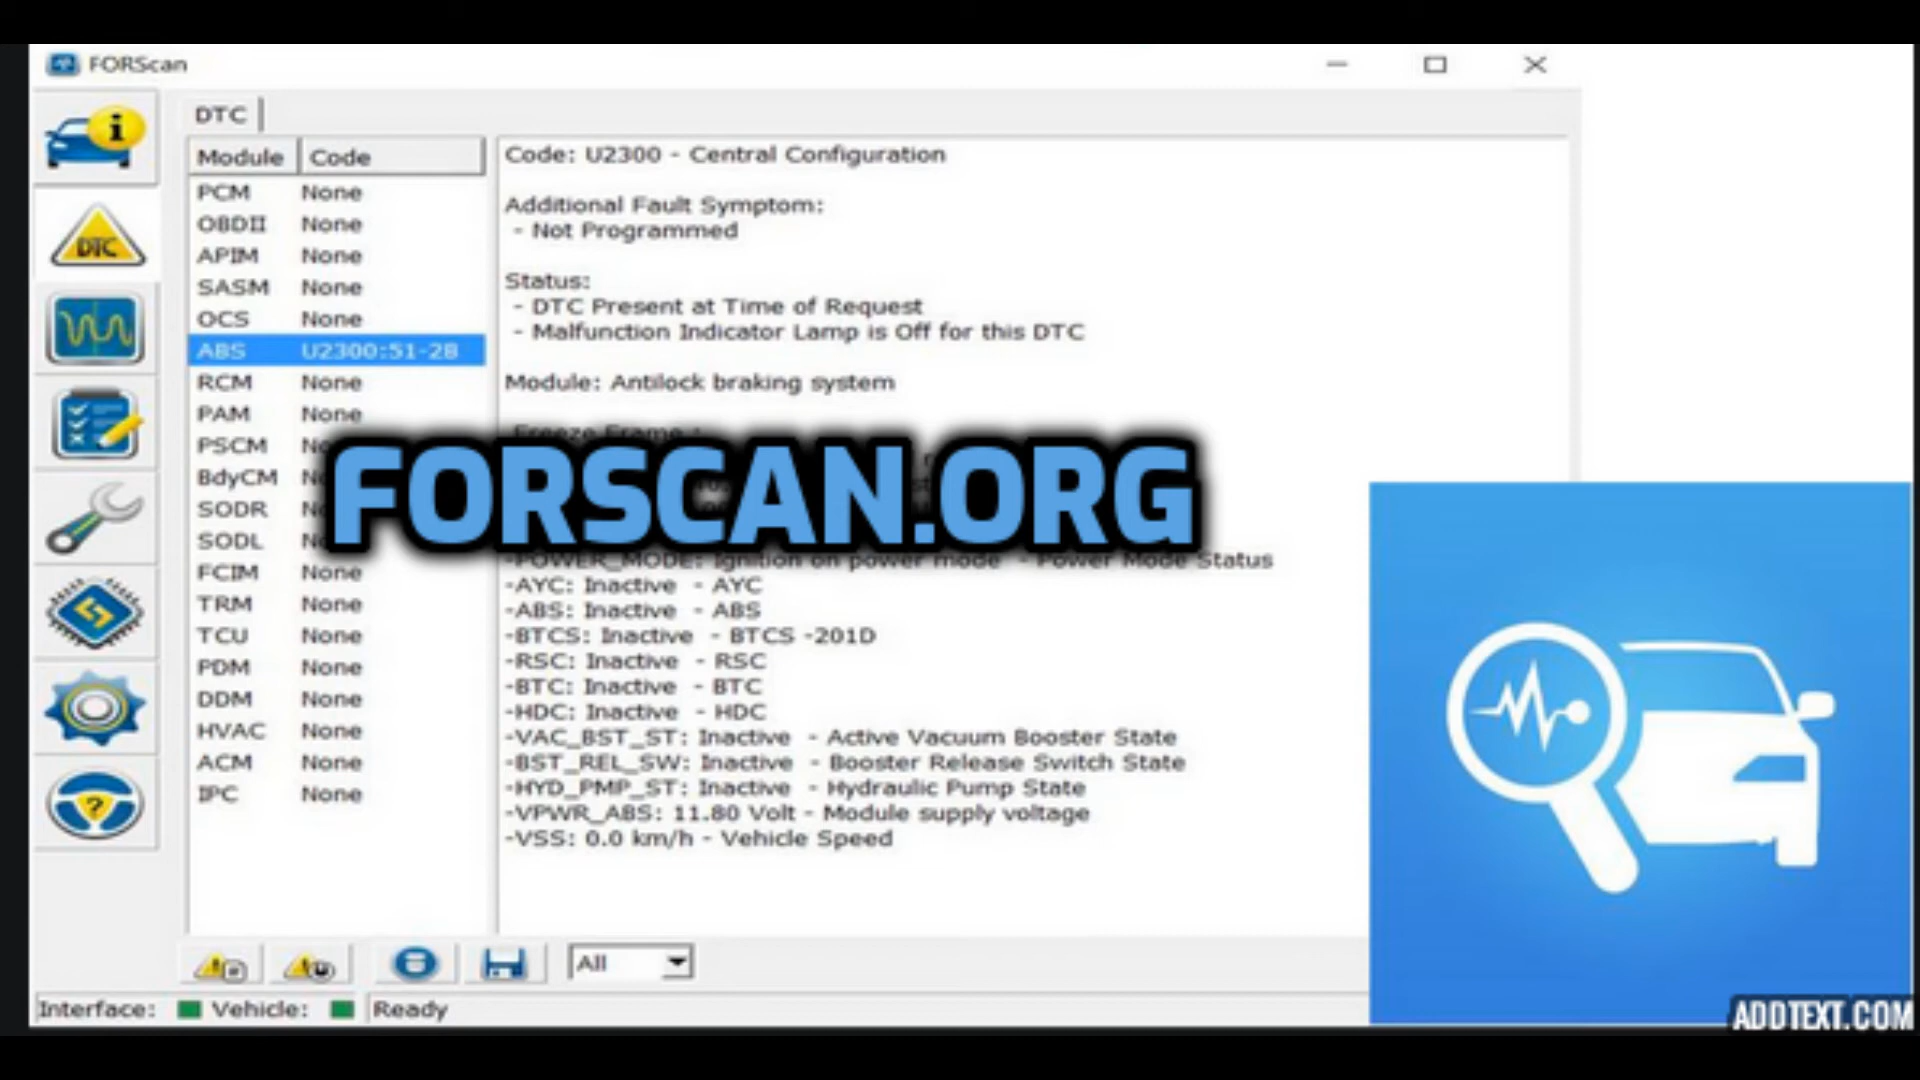 FORScan
DTC
Module Code
PCM None
OBDII None
APIM None
SASM None
OCS None
ABS U2300:51-2B
RCM None
PAM None
PSCM
BdyCM
SODR
SODL
FCIM None
TRM None
TCU None
PDM None
DDM None
HVAC None
ACM None
IPC None
Code: U2300 - Central Configuration
Additional Fault Symptom:
- Not Programmed
Status:
- DTC Present at Time of Request
- Malfunction Indicator Lamp is Off for this DTC
Module: Antilock braking system
Freeze Frame :
FORSCAN.ORG
-POWER_MODE: Ignition on power mode - Power Mode Status
-AYC: Inactive - AYC
-ABS: Inactive - ABS
-BTCS: Inactive - BTCS -201D
-RSC: Inactive - RSC
-BTC: Inactive - BTC
-HDC: Inactive - HDC
-VAC_BST_ST: Inactive - Active Vacuum Booster State
-BST_REL_SW: Inactive - Booster Release Switch State
-HYD_PMP_ST: Inactive - Hydraulic Pump State
-VPWR_ABS: 11.80 Volt - Module supply voltage
-VSS: 0.0 km/h - Vehicle Speed
All
Interface: Vehicle: Ready
DTC
i
?
ADDTEXT.COM